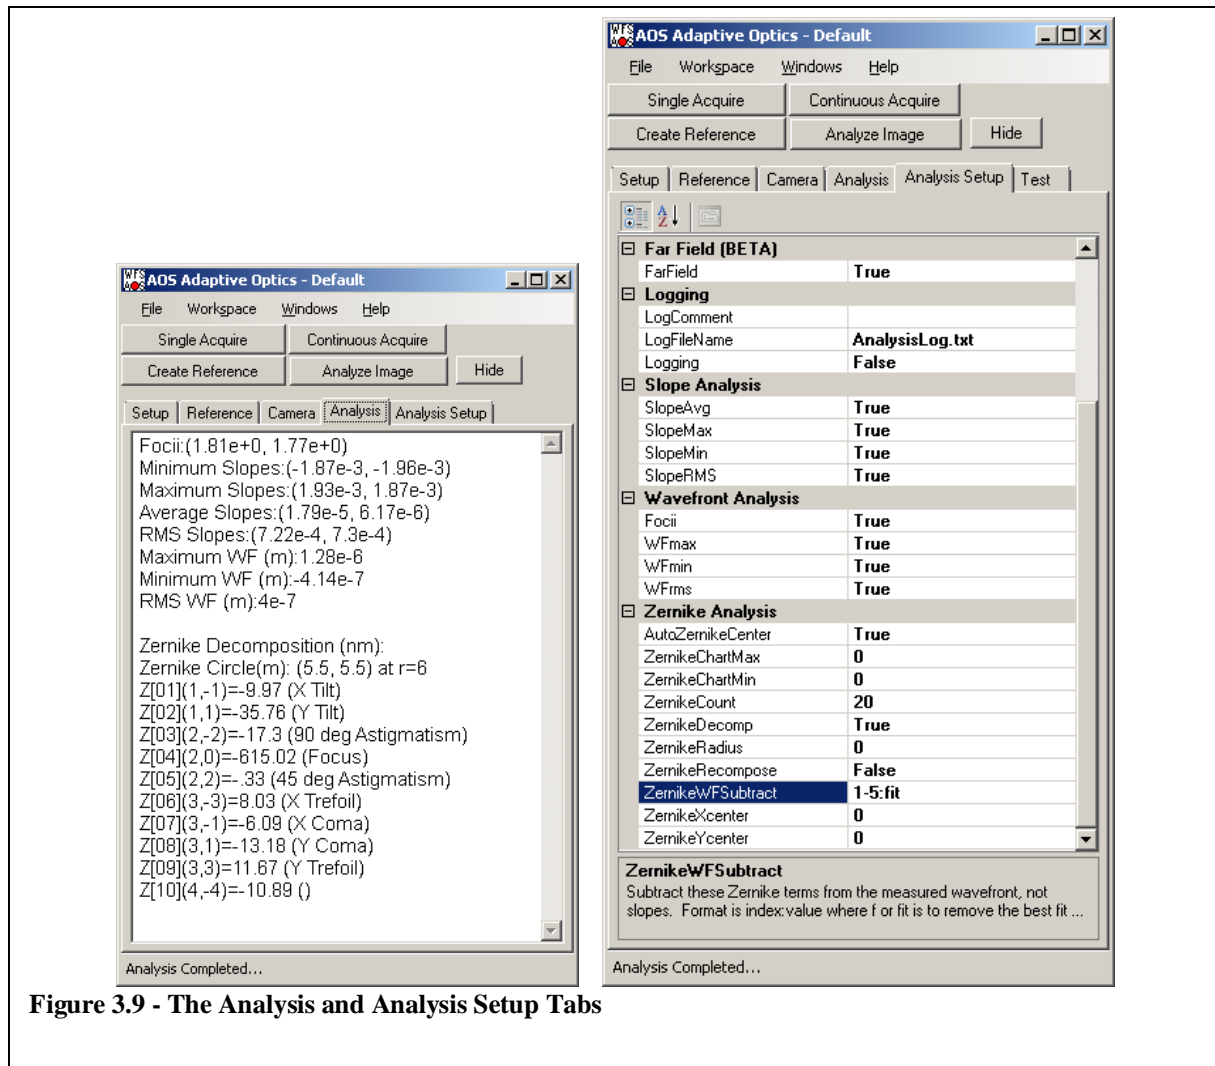 AOS Adaptive Optics - Default
File Workspace Windows Help
Single Acquire Continuous Acquire
Create Reference Analyze Image Hide
Setup Reference Camera Analysis Analysis Setup
Focii:(1.81e+0, 1.77e+0)
Minimum Slopes:(-1.87e-3, -1.96e-3)
Maximum Slopes:(1.93e-3, 1.87e-3)
Average Slopes:(1.79e-5, 6.17e-6)
RMS Slopes:(7.22e-4, 7.3e-4)
Maximum WF (m):1.28e-6
Minimum WF (m):-4.14e-7
RMS WF (m):4e-7
Zernike Decomposition (nm):
Zernike Circle(m): (5.5, 5.5) at r=6
Z[01](1,-1)=-9.97 (X Tilt)
Z[02](1,1)=-35.76 (Y Tilt)
Z[03](2,-2)=-17.3 (90 deg Astigmatism)
Z[04](2,0)=-615.02 (Focus)
Z[05](2,2)=-.33 (45 deg Astigmatism)
Z[06](3,-3)=8.03 (X Trefoil)
Z[07](3,-1)=-6.09 (X Coma)
Z[08](3,1)=-13.18 (Y Coma)
Z[09](3,3)=11.67 (Y Trefoil)
Z[10](4,-4)=-10.89 ()
Analysis Completed...
WFS
AOS Adaptive Optics - Default
File Workspace Windows Help
Single Acquire Continuous Acquire
Create Reference Analyze Image Hide
Setup Reference Camera Analysis Analysis Setup Test
Far Field (BETA)
FarField True
Logging
LogComment
LogFileName AnalysisLog.txt
Logging False
Slope Analysis
SlopeAvg True
SlopeMax True
SlopeMin True
SlopeRMS True
Wavefront Analysis
Focii True
WFmax True
WFmin True
WFrms True
Zernike Analysis
AutoZernikeCenter True
ZernikeChartMax 0
ZernikeChartMin 0
ZernikeCount 20
ZernikeDecomp True
ZernikeRadius 0
ZernikeRecompose False
ZernikeWFSubtract 1-5:fit
ZernikeXcenter 0
ZernikeYcenter 0
ZernikeWFSubtract
Subtract these Zernike terms from the measured wavefront, not
slopes. Format is index:value where f or fit is to remove the best fit ...
Analysis Completed...
Figure 3.9 - The Analysis and Analysis Setup Tabs